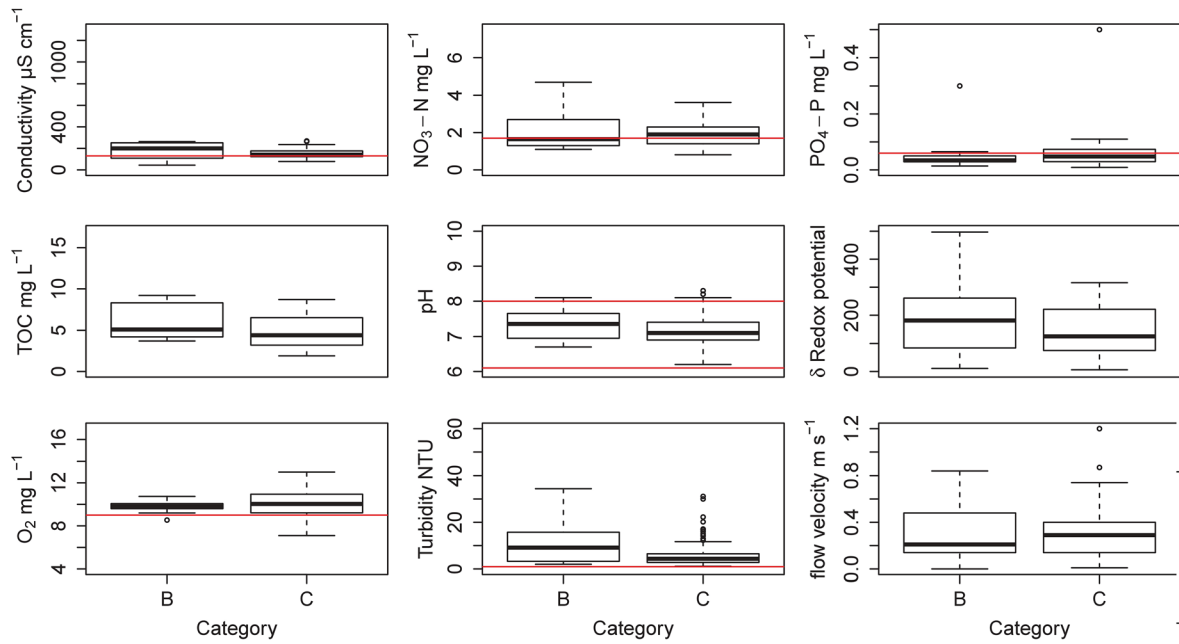 Conductivity µS cm⁻¹
0
400
1000
NO₃−N mg L⁻¹
0
2
4
6
PO₄−P mg L⁻¹
0.0
0.2
0.4
TOC mg L⁻¹
0
5
10
15
pH
6
7
8
9
10
δ Redox potential
0
200
400
O₂ mg L⁻¹
4
8
12
16
B
C
Category
Turbidity NTU
0
20
40
60
B
C
Category
flow velocity m s⁻¹
0.0
0.4
0.8
1.2
B
C
Category